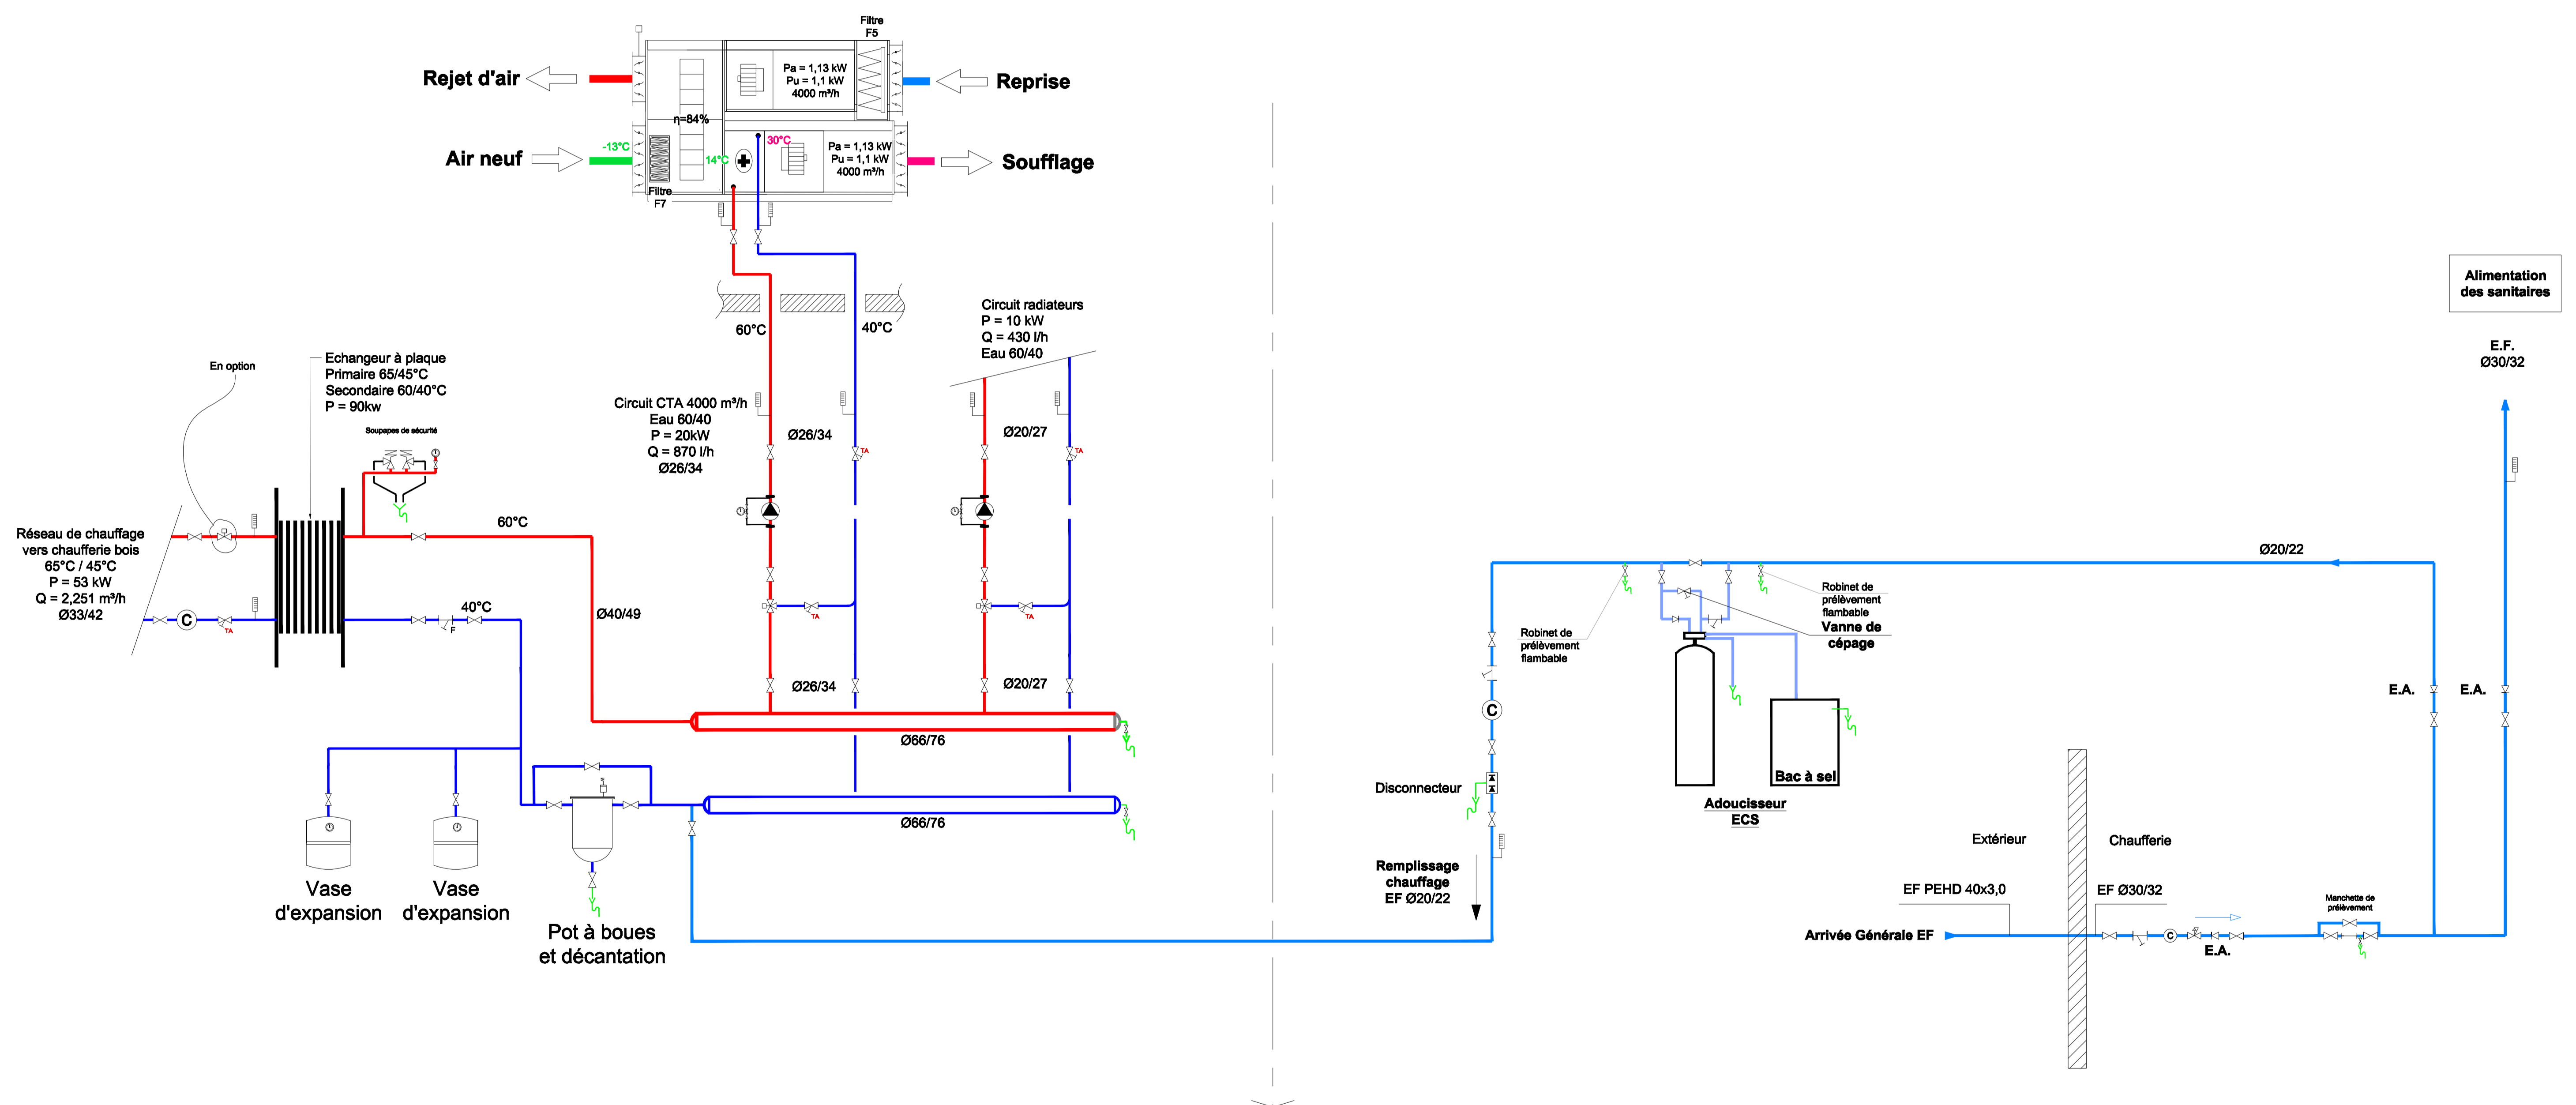 Filtre
F5
Rejet d'air
Pa = 1,13 kW
Pu = 1,1 kW
4000 m³/h
Reprise
η=84%
Air neuf
-13°C
14°C
30°C
Pa = 1,13 kW
Pu = 1,1 kW
4000 m³/h
Soufflage
Filtre
F7
60°C
40°C
Circuit radiateurs
P = 10 kW
Q = 430 l/h
Eau 60/40
En option
Echangeur à plaque
Primaire 65/45°C
Secondaire 60/40°C
P = 90kw
Soupapes de sécurité
Circuit CTA 4000 m³/h
Eau 60/40
P = 20kW
Q = 870 l/h
Ø26/34
Ø26/34
TA
Ø20/27
TA
Réseau de chauffage
vers chaufferie bois
65°C / 45°C
P = 53 kW
Q = 2,251 m³/h
Ø33/42
C
TA
60°C
40°C
F
Ø40/49
TA
TA
Ø26/34
Ø20/27
Ø66/76
Ø66/76
Vase
d'expansion
Vase
d'expansion
Pot à boues
et décantation
Alimentation
des sanitaires
E.F.
Ø30/32
Ø20/22
Robinet de
prélèvement
flambable
Robinet de
prélèvement
flambable
Vanne de
cépage
C
E.A.
E.A.
Disconnecteur
Bac à sel
Adoucisseur
ECS
Remplissage
chauffage
EF Ø20/22
Extérieur
Chaufferie
EF PEHD 40x3,0
EF Ø30/32
Manchette de
prélèvement
Arrivée Générale EF
C
E.A.